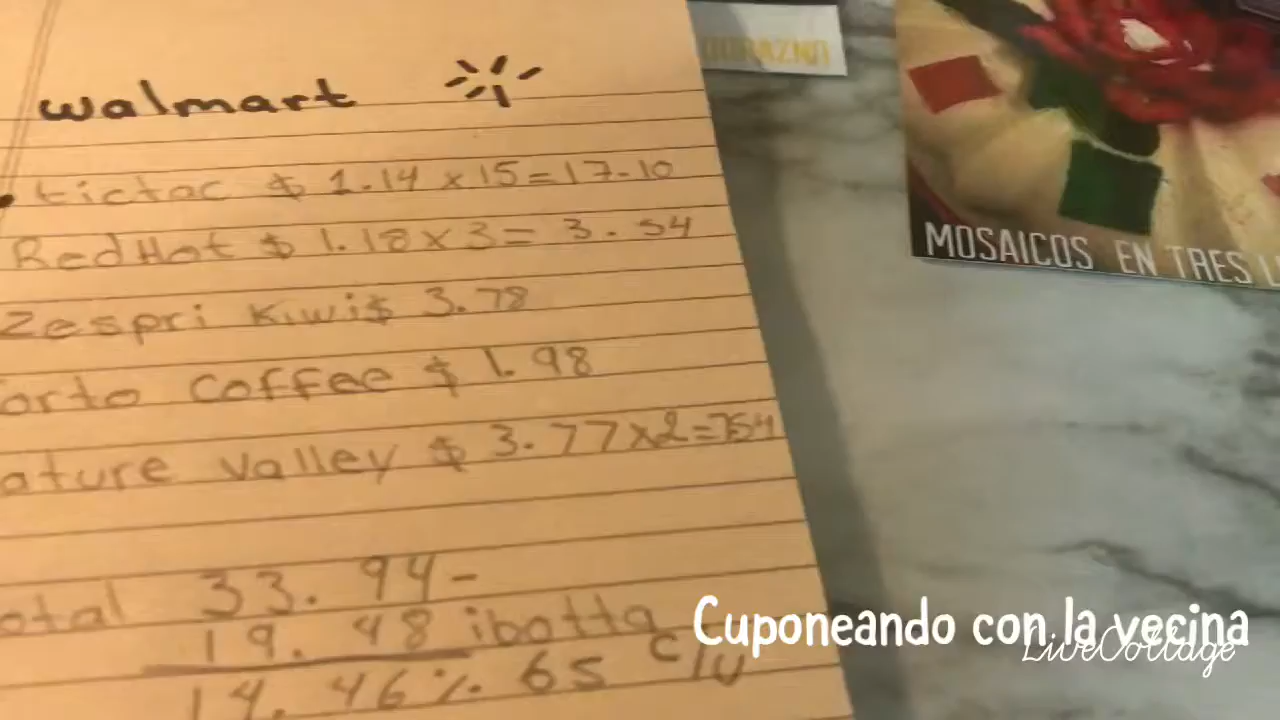 walmart
tictac $ 1.14 x 15 = 17.10
RedHot $ 1.18 x 3 = 3.54
Zespri Kiwi $ 3.78
orto Coffee $ 1.98
ature valley $ 3.77 x 2 = 7.54
otal 33.94 -
19.48 ibotta
14.46 % 65 c/u
DURAZNO
MOSAICOS EN TRES L
Cuponeando con la vecina
LiveCollage